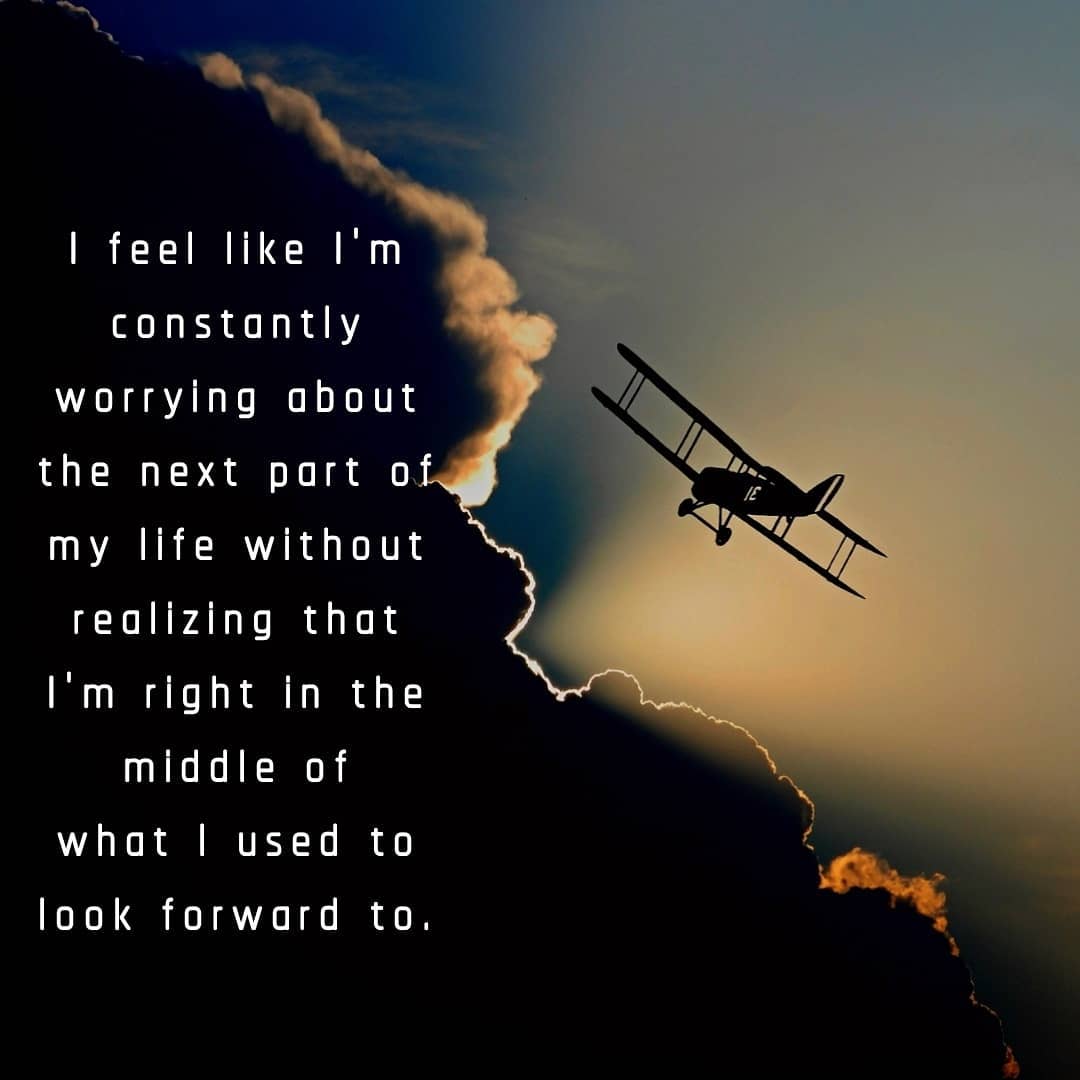 I feel like I'm
constantly
worrying about
the next part of
my life without
realizing that
I'm right in the
middle of
what I used to
look forward to.